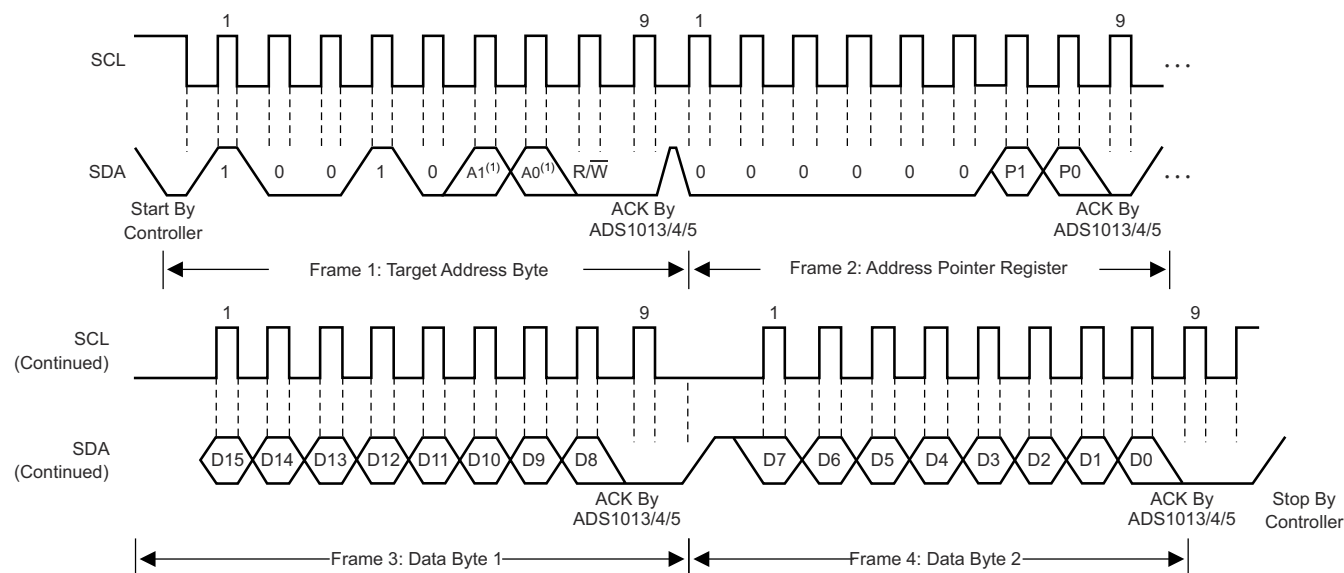 1 9 1 9
SCL ...
SDA 1 0 0 1 0 A1(1) A0(1) R/W 0 0 0 0 0 0 P1 P0 ...
Start By
Controller
ACK By
ADS1013/4/5
ACK By
ADS1013/4/5
Frame 1: Target Address Byte
Frame 2: Address Pointer Register
1 9 1 9
SCL
(Continued)
SDA
(Continued)
D15 D14 D13 D12 D11 D10 D9 D8 D7 D6 D5 D4 D3 D2 D1 D0
ACK By
ADS1013/4/5
ACK By
ADS1013/4/5
Stop By
Controller
Frame 3: Data Byte 1
Frame 4: Data Byte 2